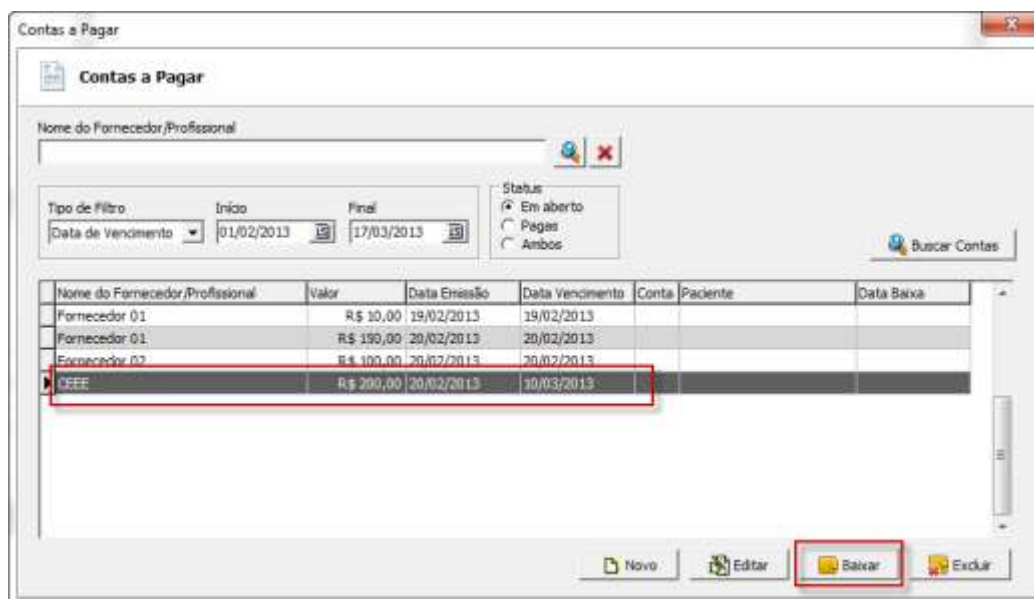 Contas a Pagar
Contas a Pagar
Nome do Fornecedor/Profissional
Status
Tipo de Filtro Início Final Em aberto
Data de Vencimento 01/02/2013 17/03/2013 Pagas
Ambos
Buscar Contas
Nome do Fornecedor/Profissional Valor Data Emissão Data Vencimento Conta Paciente Data Baixa
Fornecedor 01 R$ 10,00 19/02/2013 19/02/2013
Fornecedor 01 R$ 150,00 20/02/2013 20/02/2013
Fornecedor 02 R$ 100,00 20/02/2013 20/02/2013
CEEE R$ 200,00 20/02/2013 10/03/2013
Novo Editar Baixar Excluir